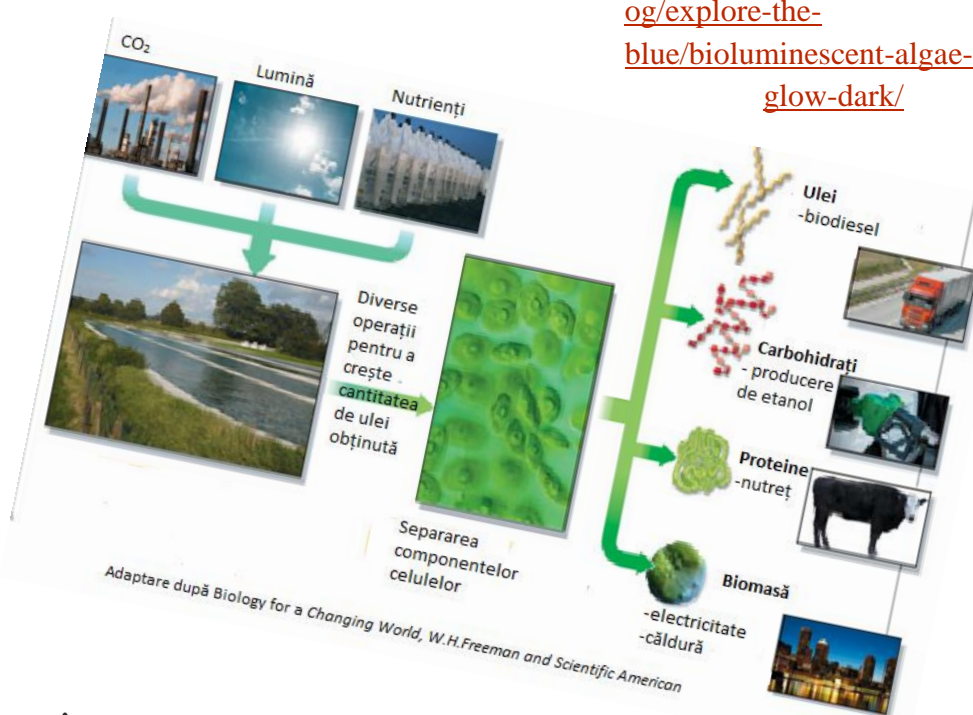 og/explore-the-
blue/bioluminescent-algae-
glow-dark/
CO₂
Lumină
Nutrienți
Diverse
operații
pentru a
crește
cantitatea
de ulei
obținută
Separarea
componentelor
celulelor
Ulei
-biodiesel
Carbohidrați
- producere
de etanol
Proteine
-nutreț
Biomasă
-electricitate
-căldură
Adaptare după Biology for a Changing World, W.H.Freeman and Scientific American